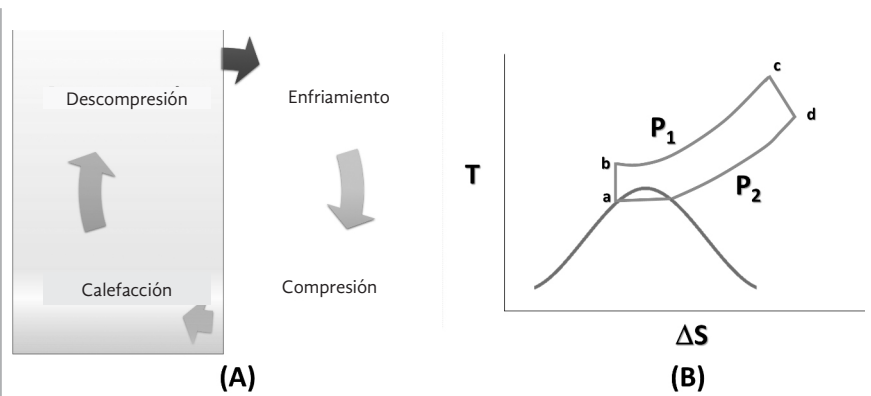 Descompresión
Enfriamiento
Calefacción
Compresión
(A)
T
P1
P2
a
b
c
d
ΔS
(B)